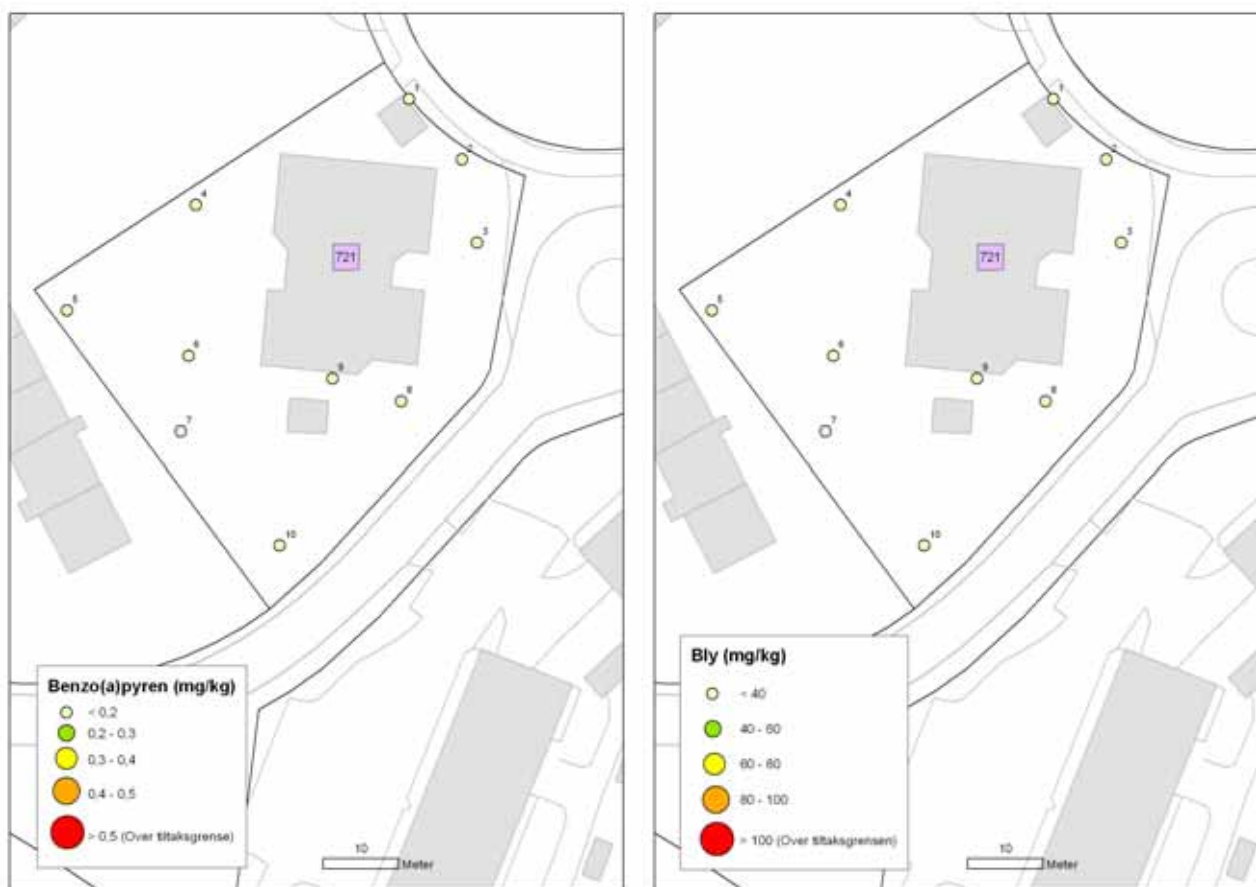 1
2
4
3
721
5
6
9
8
7
10
Benzo(a)pyren (mg/kg)
< 0,2
0,2 - 0,3
0,3 - 0,4
0,4 - 0,5
> 0,5 (Over tiltaksgrense)
10
Meter
1
2
4
3
721
5
6
9
8
7
10
Bly (mg/kg)
< 40
40 - 60
60 - 80
80 - 100
> 100 (Over tiltaksgrensen)
10
Meter